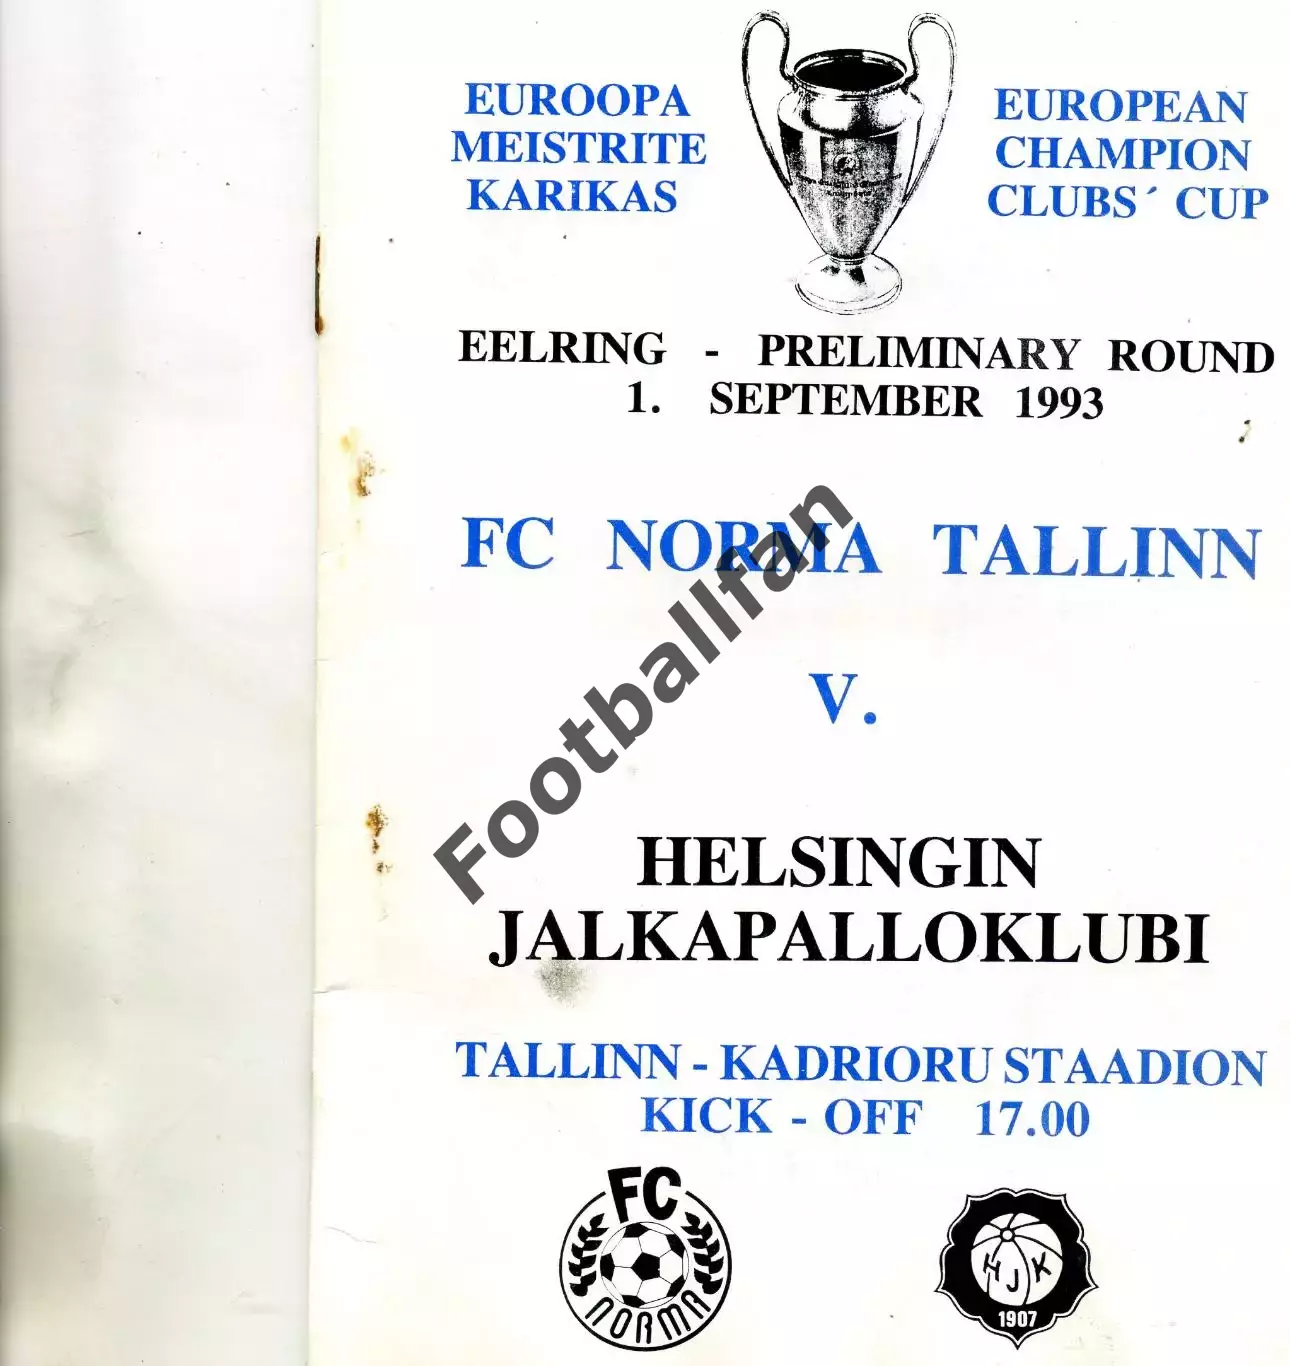 EUROOPA
MEISTRITE
KARIKAS
EUROPEAN
CHAMPION
CLUBS´ CUP
EELRING - PRELIMINARY ROUND
1. SEPTEMBER 1993
FC NORMA TALLINN
V.
HELSINGIN
JALKAPALLOKLUBI
TALLINN - KADRIORU STAADION
KICK - OFF 17.00
FC
NORMA
HJK
1907
Footballfan